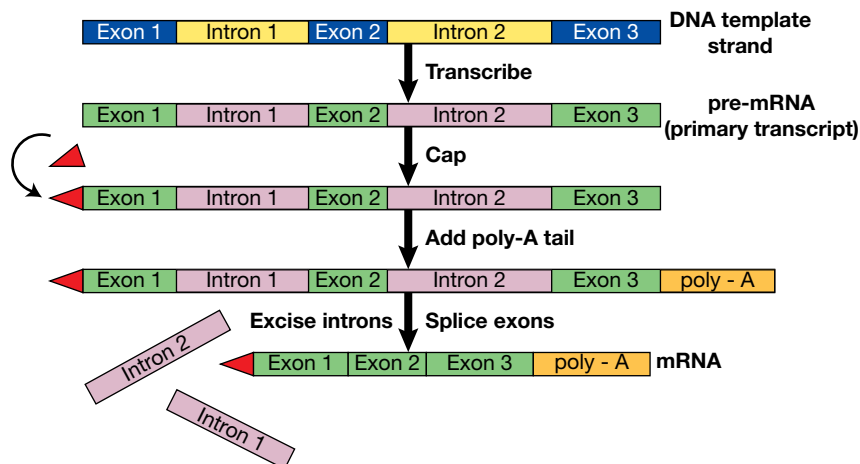 Exon 1 Intron 1 Exon 2 Intron 2 Exon 3 DNA template
strand
Transcribe
Exon 1 Intron 1 Exon 2 Intron 2 Exon 3 pre-mRNA
(primary transcript)
Cap
Exon 1 Intron 1 Exon 2 Intron 2 Exon 3
Add poly-A tail
Exon 1 Intron 1 Exon 2 Intron 2 Exon 3 poly - A
Excise introns Splice exons
Intron 2
Exon 1 Exon 2 Exon 3 poly - A mRNA
Intron 1